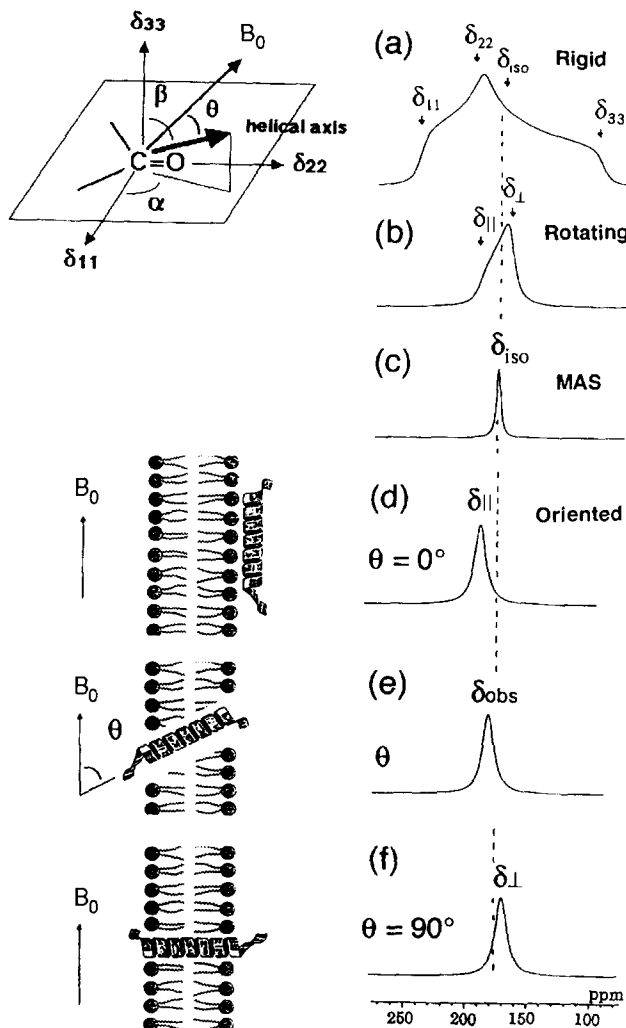 δ33
B0
β
θ
helical axis
C=O
δ22
α
δ11
(a)
δ22
δiso
Rigid
δ11
δ33
(b)
δ||
δ⊥
Rotating
(c)
δiso
MAS
B0
(d)
δ||
Oriented
θ = 0°
B0
θ
(e)
δobs
θ
B0
(f)
δ⊥
θ = 90°
ppm
250 200 150 100